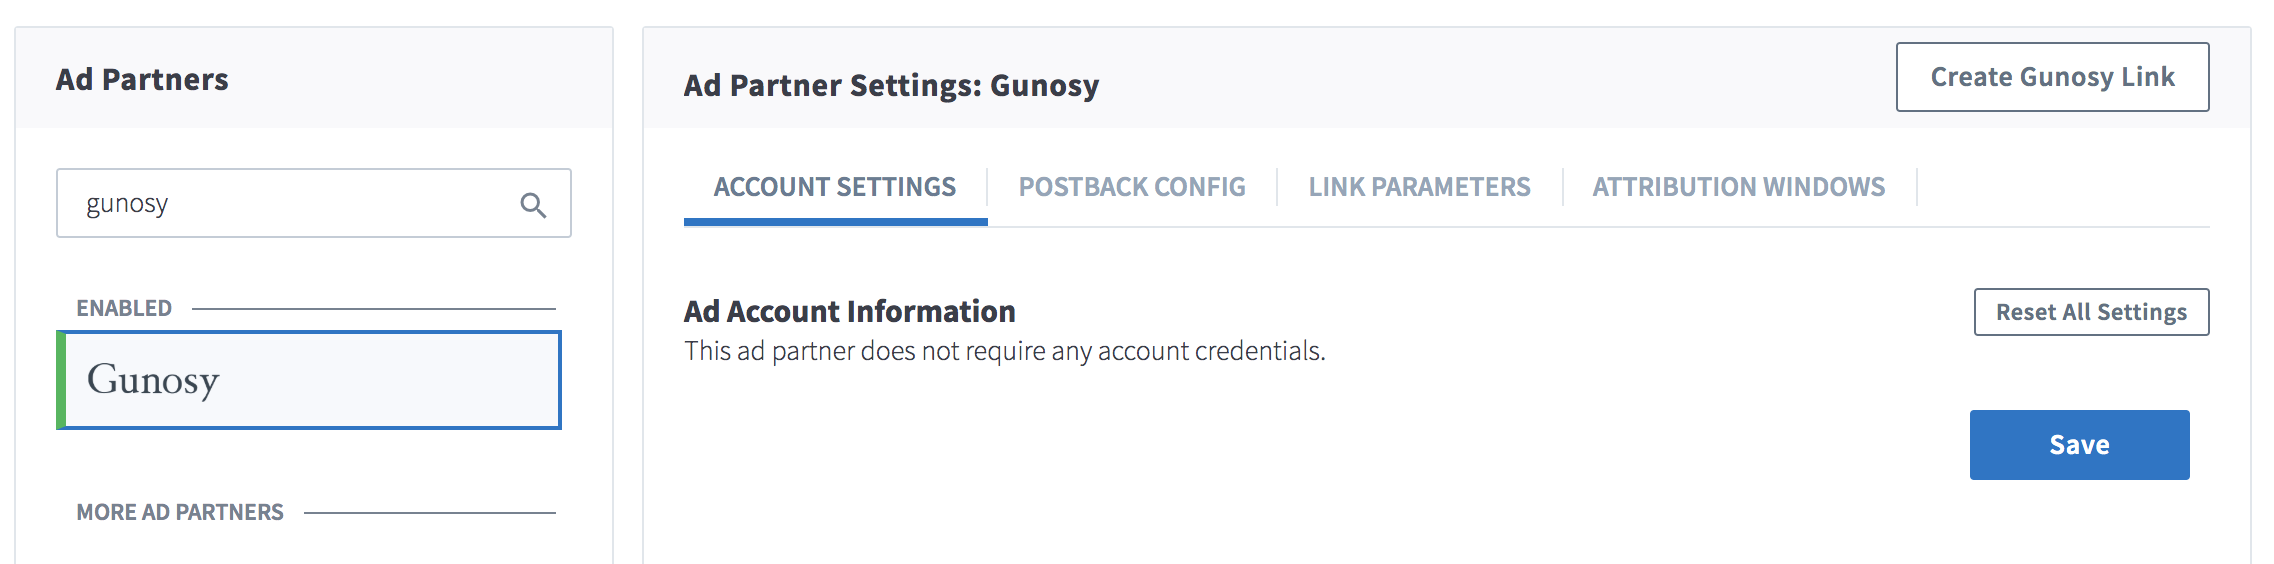 Ad Partners
gunosy
ENABLED
Gunosy
MORE AD PARTNERS
Ad Partner Settings: Gunosy
Create Gunosy Link
ACCOUNT SETTINGS
POSTBACK CONFIG
LINK PARAMETERS
ATTRIBUTION WINDOWS
Ad Account Information
Reset All Settings
This ad partner does not require any account credentials.
Save